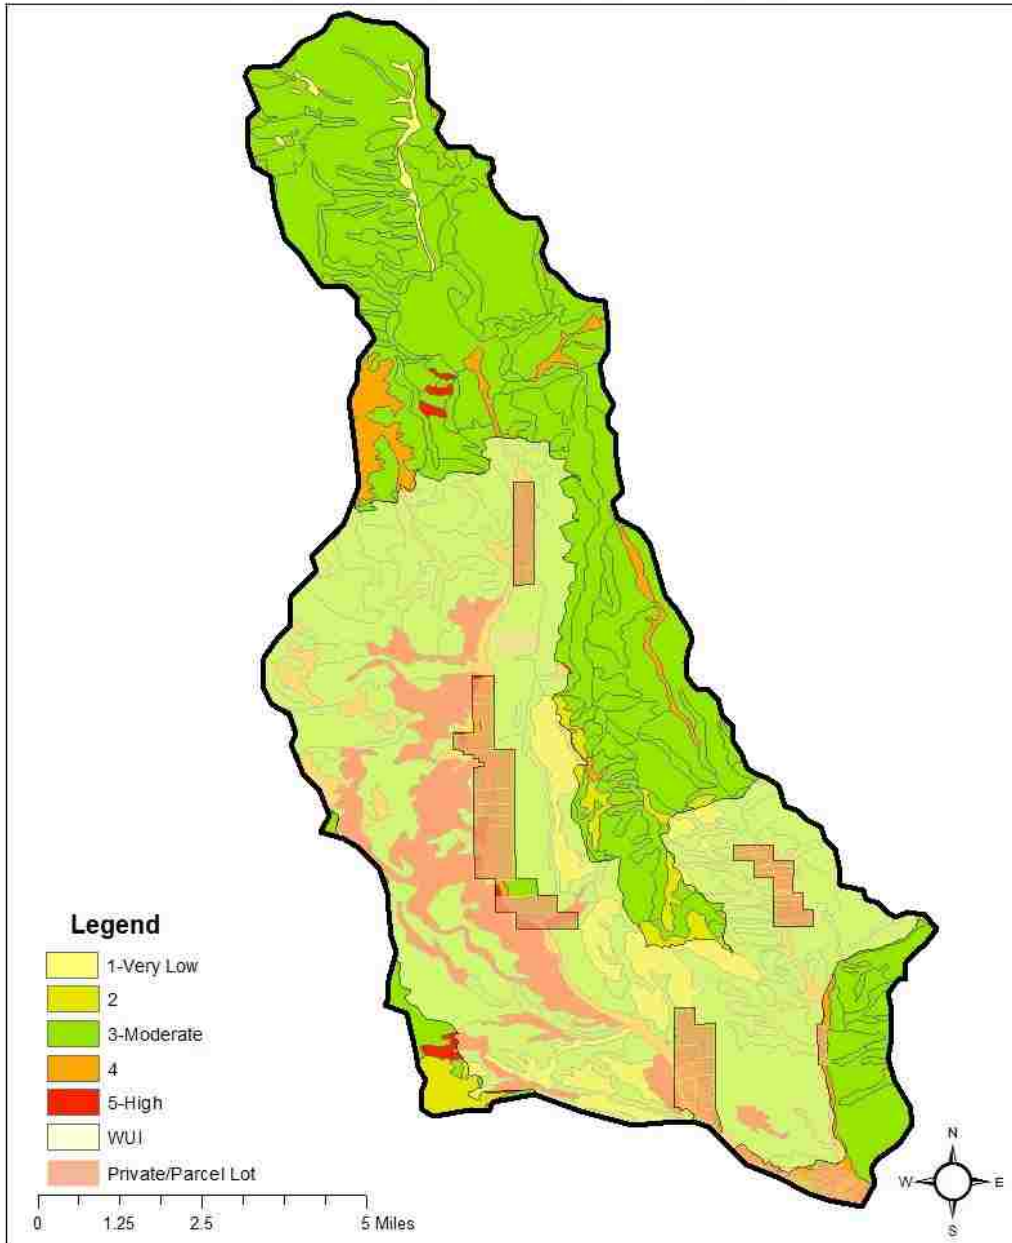 Legend
1-Very Low
2
3-Moderate
4
5-High
WUI
Private/Parcel Lot
0 1.25 2.5 5 Miles
N
W E
S